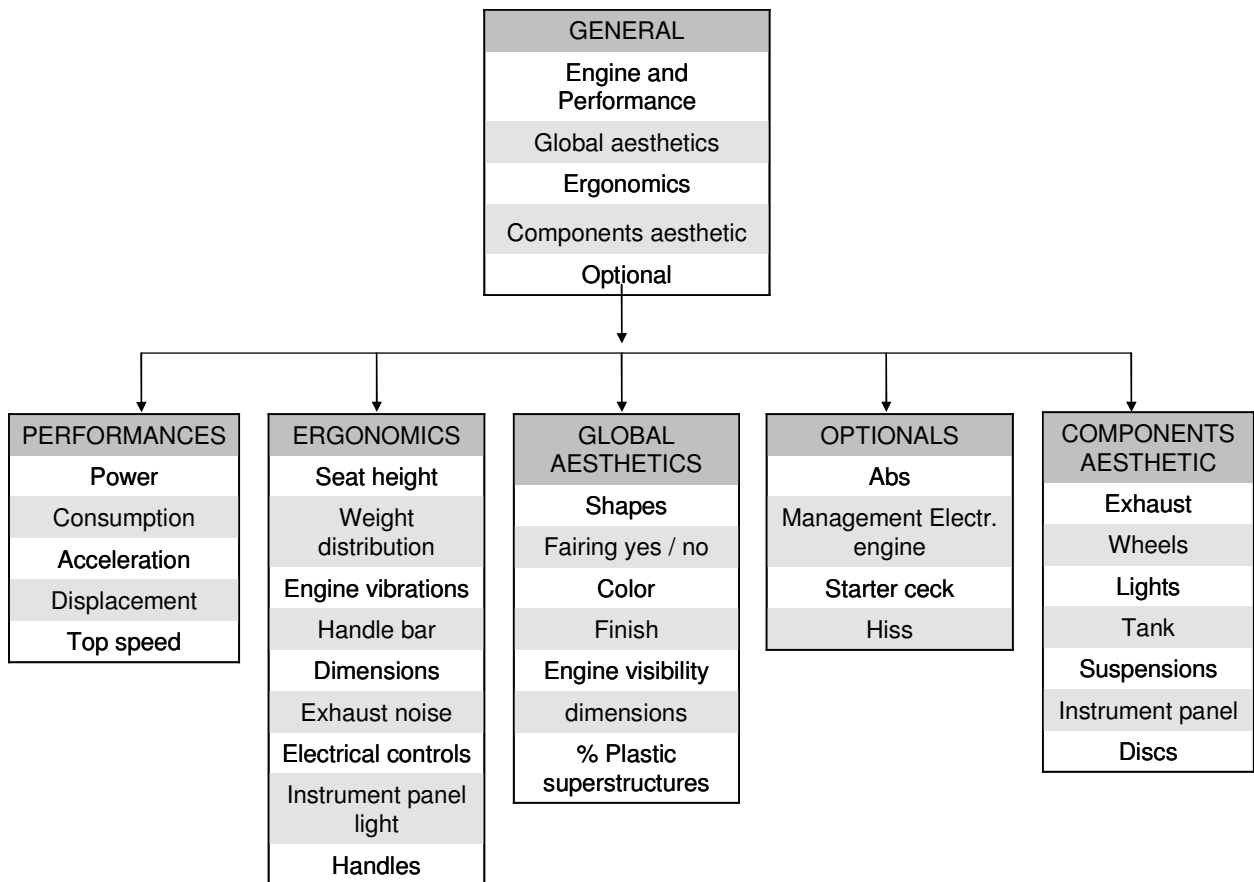 GENERAL
Engine and
Performance
Global aesthetics
Ergonomics
Components aesthetic
Optional
PERFORMANCES
Power
Consumption
Acceleration
Displacement
Top speed
ERGONOMICS
Seat height
Weight
distribution
Engine vibrations
Handle bar
Dimensions
Exhaust noise
Electrical controls
Instrument panel
light
Handles
GLOBAL
AESTHETICS
Shapes
Fairing yes / no
Color
Finish
Engine visibility
dimensions
% Plastic
superstructures
OPTIONALS
Abs
Management Electr.
engine
Starter ceck
Hiss
COMPONENTS
AESTHETIC
Exhaust
Wheels
Lights
Tank
Suspensions
Instrument panel
Discs